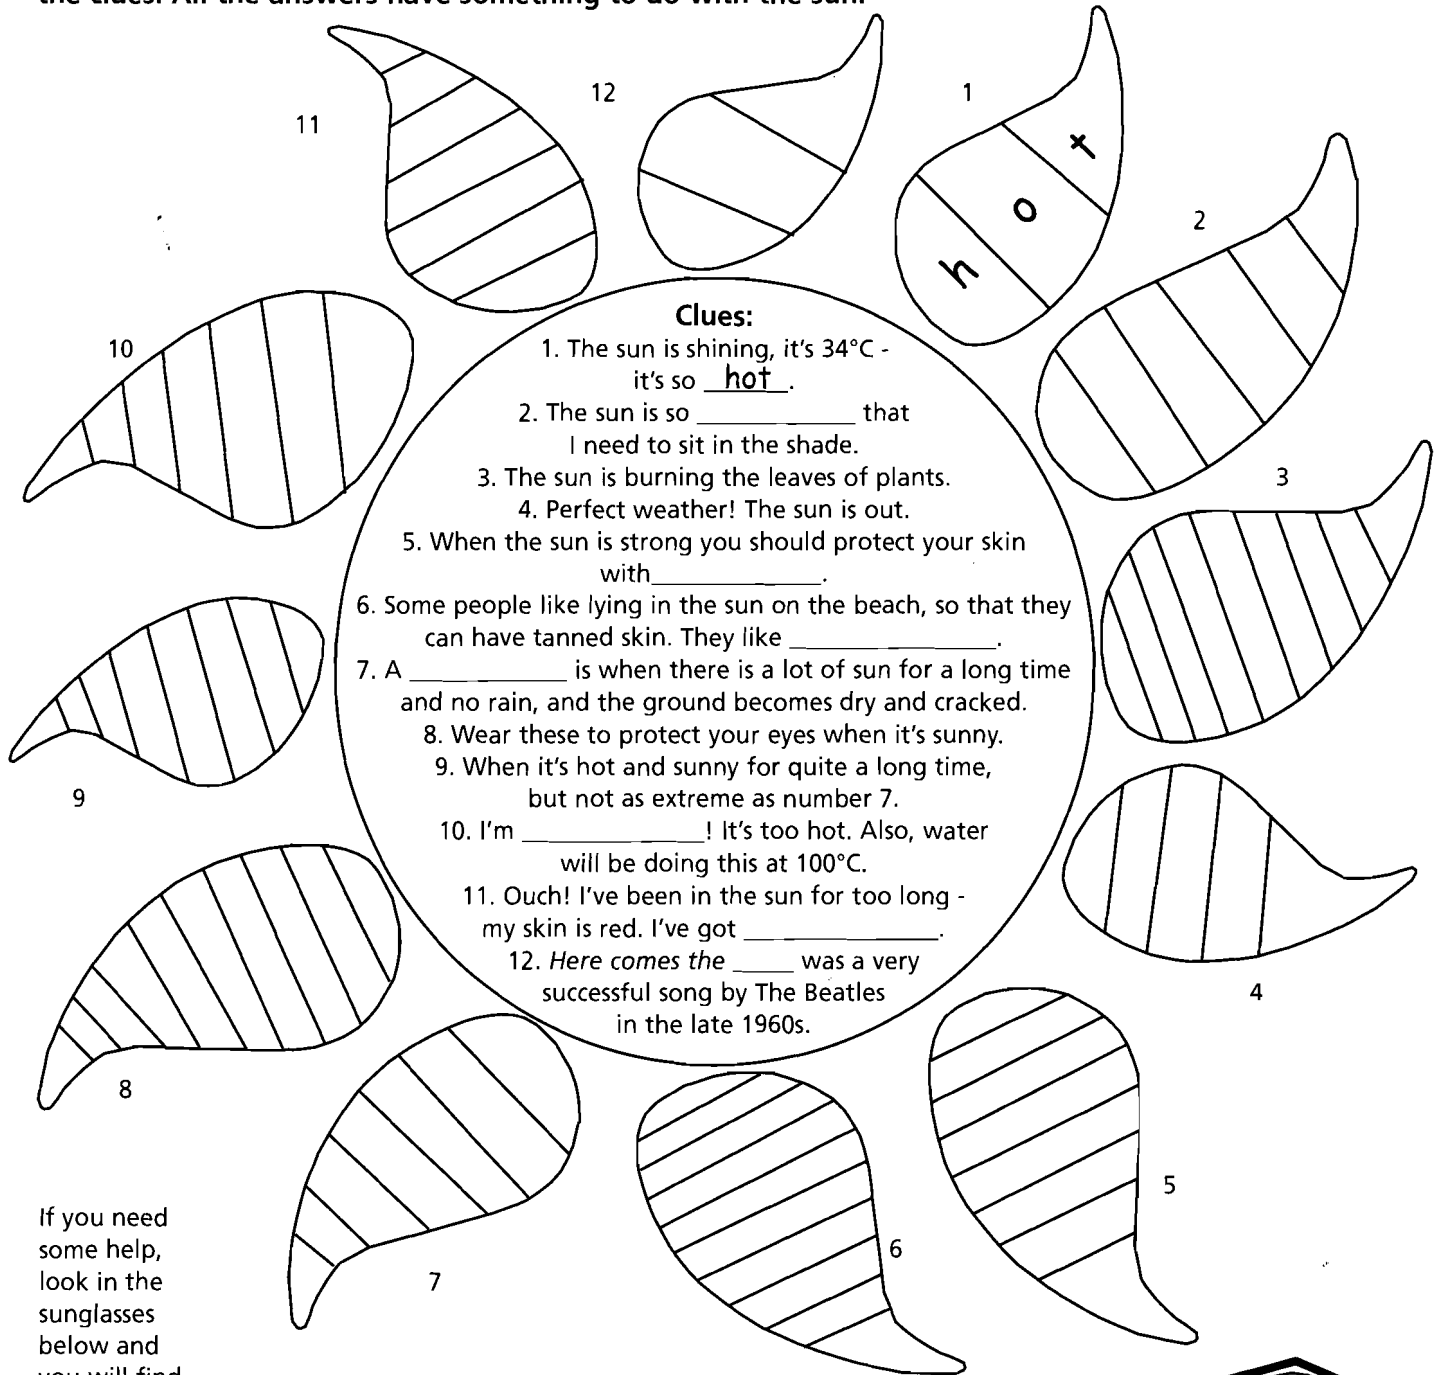 the clues. All the answers have something to do with the sun.
12
1
11
2
10
3
Clues:
1. The sun is shining, it's 34°C -
it's so hot.
2. The sun is so ____________ that
I need to sit in the shade.
3. The sun is burning the leaves of plants.
4. Perfect weather! The sun is out.
5. When the sun is strong you should protect your skin
with_____________.
6. Some people like lying in the sun on the beach, so that they
can have tanned skin. They like ________________.
7. A ____________ is when there is a lot of sun for a long time
and no rain, and the ground becomes dry and cracked.
8. Wear these to protect your eyes when it's sunny.
9. When it's hot and sunny for quite a long time,
but not as extreme as number 7.
10. I'm ______________! It's too hot. Also, water
will be doing this at 100°C.
11. Ouch! I've been in the sun for too long -
my skin is red. I've got _______________.
12. Here comes the _____ was a very
successful song by The Beatles
in the late 1960s.
h o t
9
4
8
5
6
7
If you need
some help,
look in the
sunglasses
below and
you will find